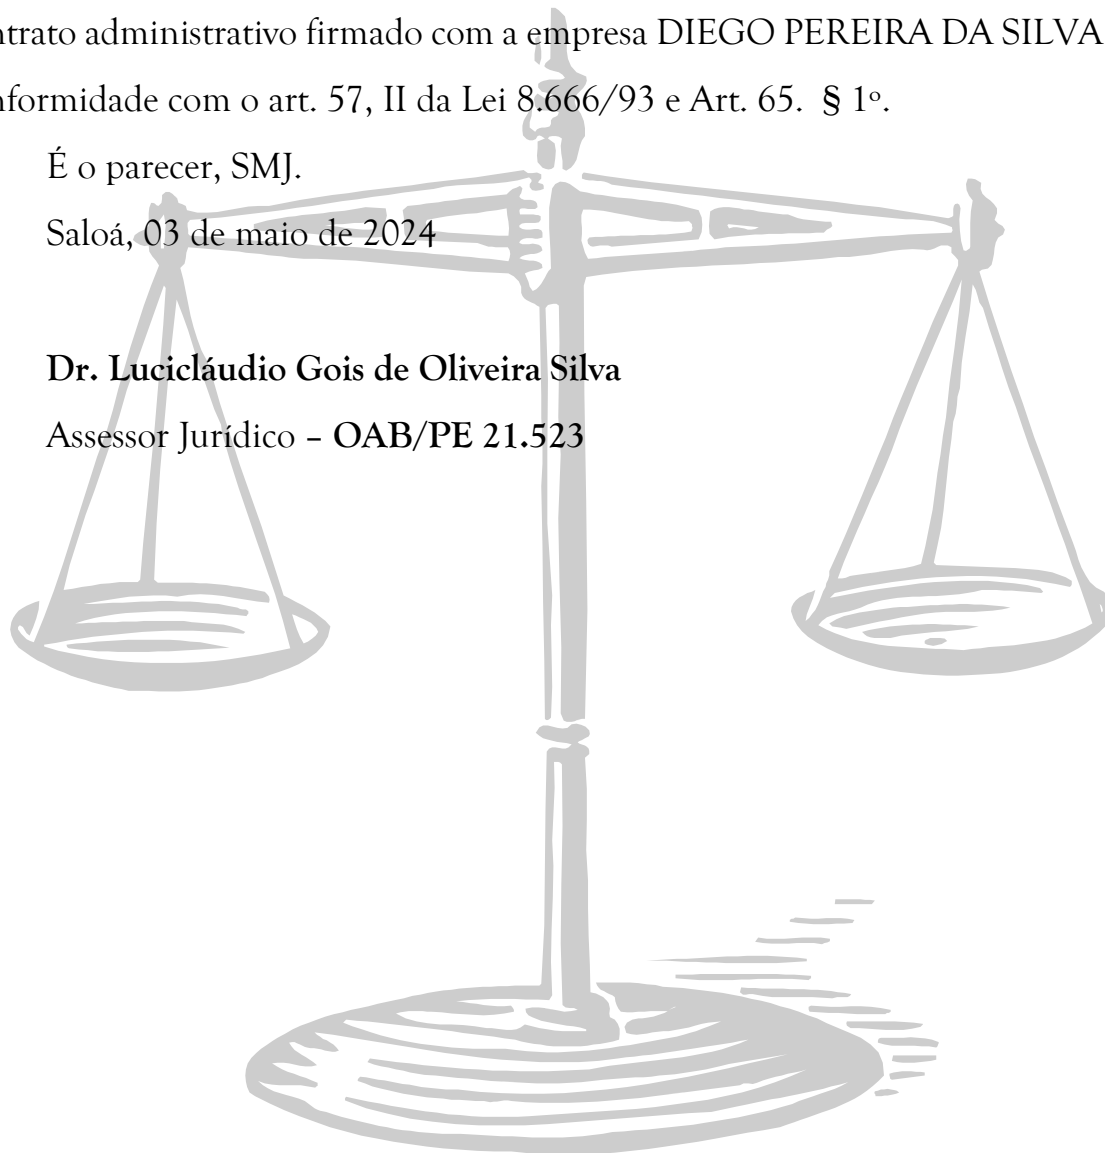 ntrato administrativo firmado com a empresa DIEGO PEREIRA DA SILVA
nformidade com o art. 57, II da Lei 8.666/93 e Art. 65. § 1º.
É o parecer, SMJ.
Saloá, 03 de maio de 2024
Dr. Lucicláudio Gois de Oliveira Silva
Assessor Jurídico – OAB/PE 21.523